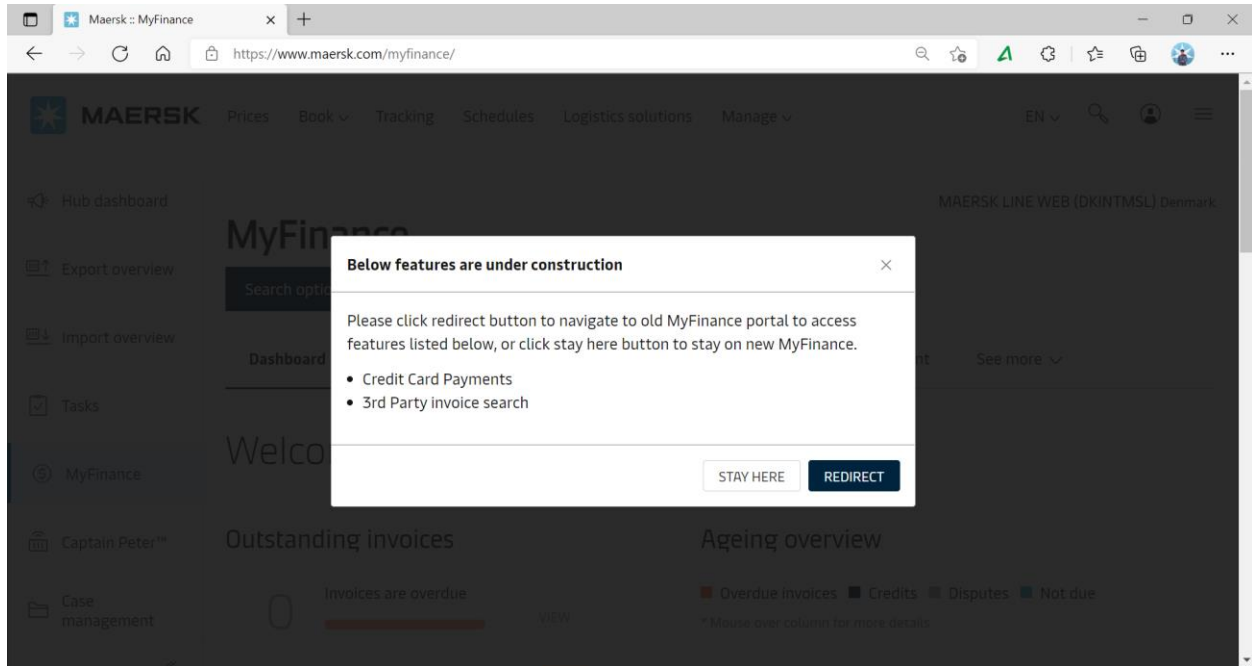 Maersk :: MyFinance
https://www.maersk.com/myfinance/
MAERSK Prices Book Tracking Schedules Logistics solutions Manage EN
Hub dashboard
MAERSK LINE WEB (DKINTMSL) Denmark
MyFinance
Export overview
Search optio
Import overview
Dashboard nt See more
Tasks
Welco
MyFinance
Captain Peter™
Case
management
Below features are under construction
Please click redirect button to navigate to old MyFinance portal to access
features listed below, or click stay here button to stay on new MyFinance.
• Credit Card Payments
• 3rd Party invoice search
STAY HERE REDIRECT
Outstanding invoices
0 Invoices are overdue
VIEW
Ageing overview
Overdue invoices Credits Disputes Not due
* Mouse over column for more details